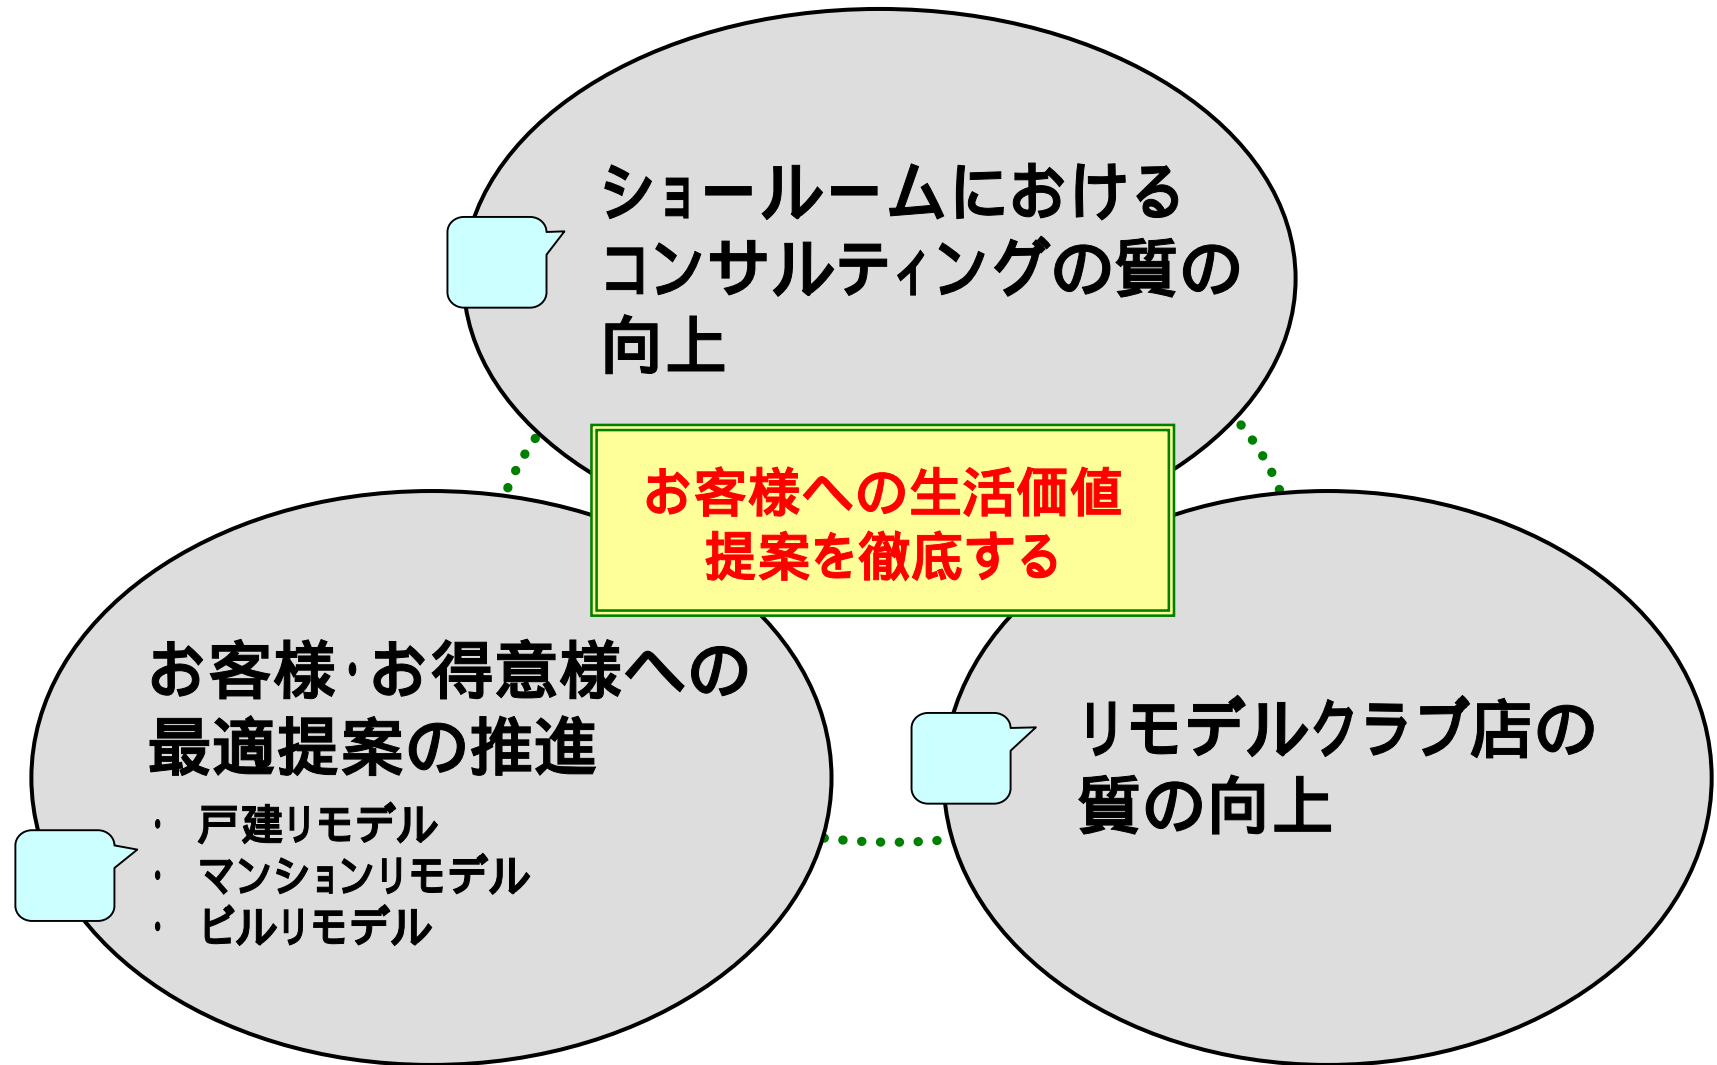 ショールームにおける
コンサルティングの質の
向上
お客様への生活価値
提案を徹底する
お客様・お得意様への
最適提案の推進
・ 戸建リモデル
・ マンションリモデル
・ ビルリモデル
リモデルクラブ店の
質の向上